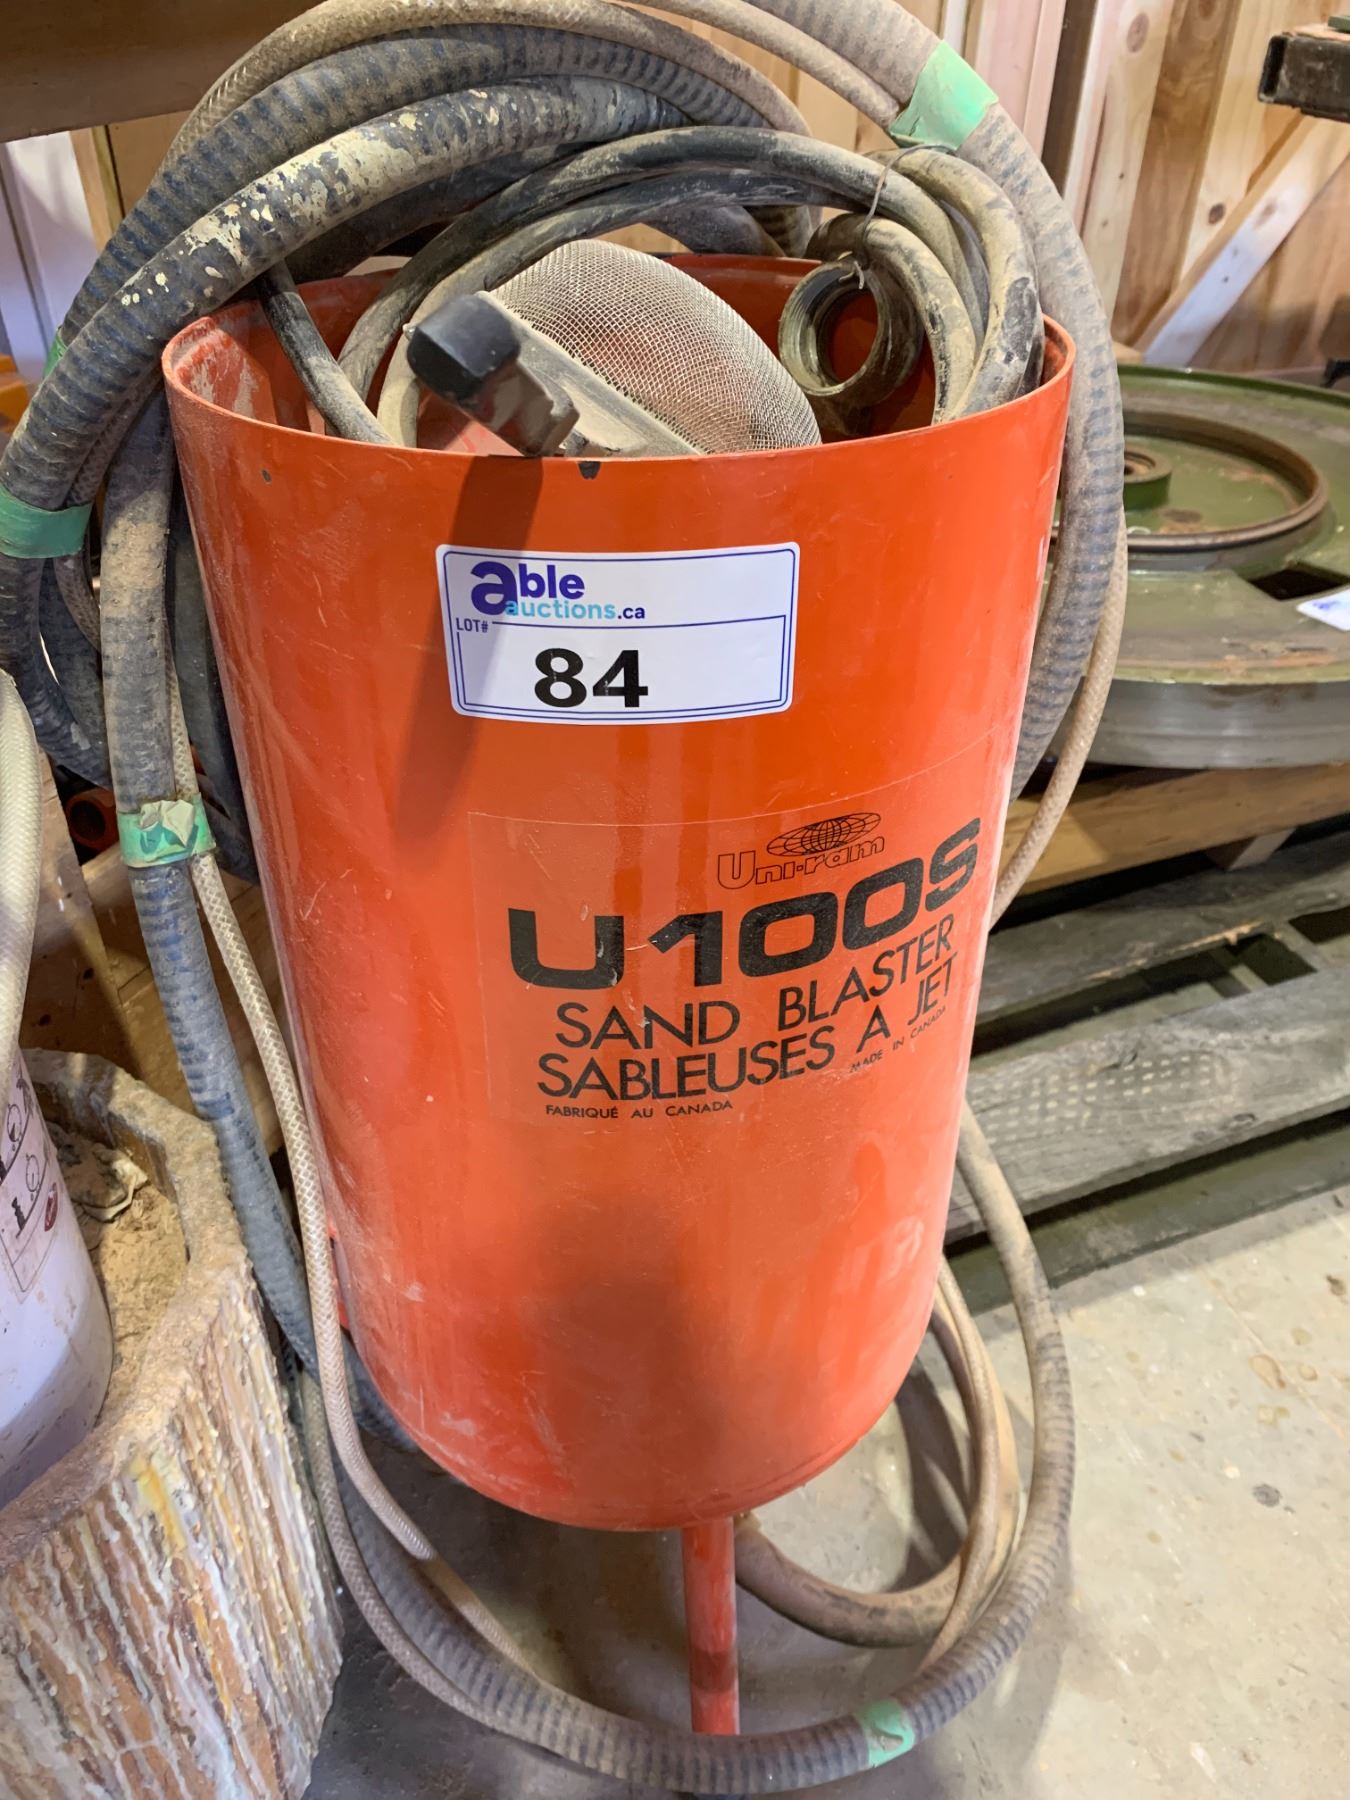 able
auctions.ca
LOT#
84
Uni-ram
U100S
SAND BLASTER
SABLEUSES A JET
FABRIQUÉ AU CANADA
MADE IN CANADA